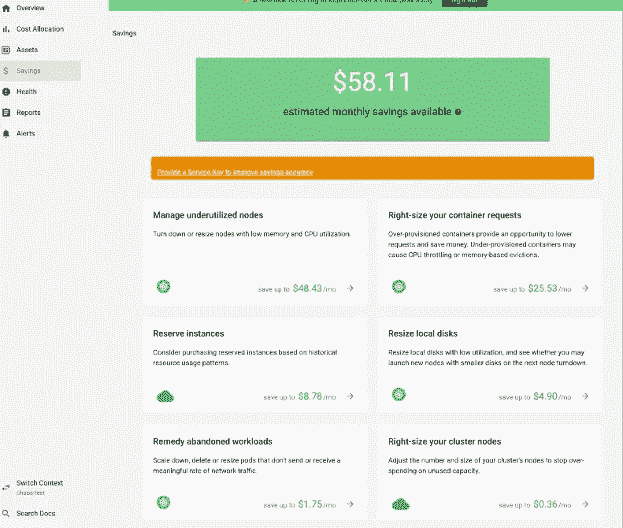 Overview
Cost Allocation
Assets
Savings
Health
Reports
Alerts
Switch Context
Search Docs
Savings
$58.11
estimated monthly savings available
Provide a Service Key to improve savings accuracy
Manage underutilized nodes
Turn down or resize nodes with low memory and CPU utilization.
save up to $48.43/mo
Right-size your container requests
Over-provisioned containers provide an opportunity to lower
requests and save money. Under-provisioned containers may
cause CPU throttling or memory-based evictions.
save up to $25.53/mo
Reserve instances
Consider purchasing reserved instances based on historical
resource usage patterns.
save up to $8.76/mo
Resize local disks
Resize local disks with low utilization, and see whether you may
launch new nodes with smaller disks on the next node turndown.
save up to $4.90/mo
Remedy abandoned workloads
Scale down, delete or resize pods that don't send or receive a
meaningful rate of network traffic.
save up to $1.75/mo
Right-size your cluster nodes
Adjust the number and size of your cluster's nodes to stop over-
spending on unused capacity.
save up to $0.36/mo